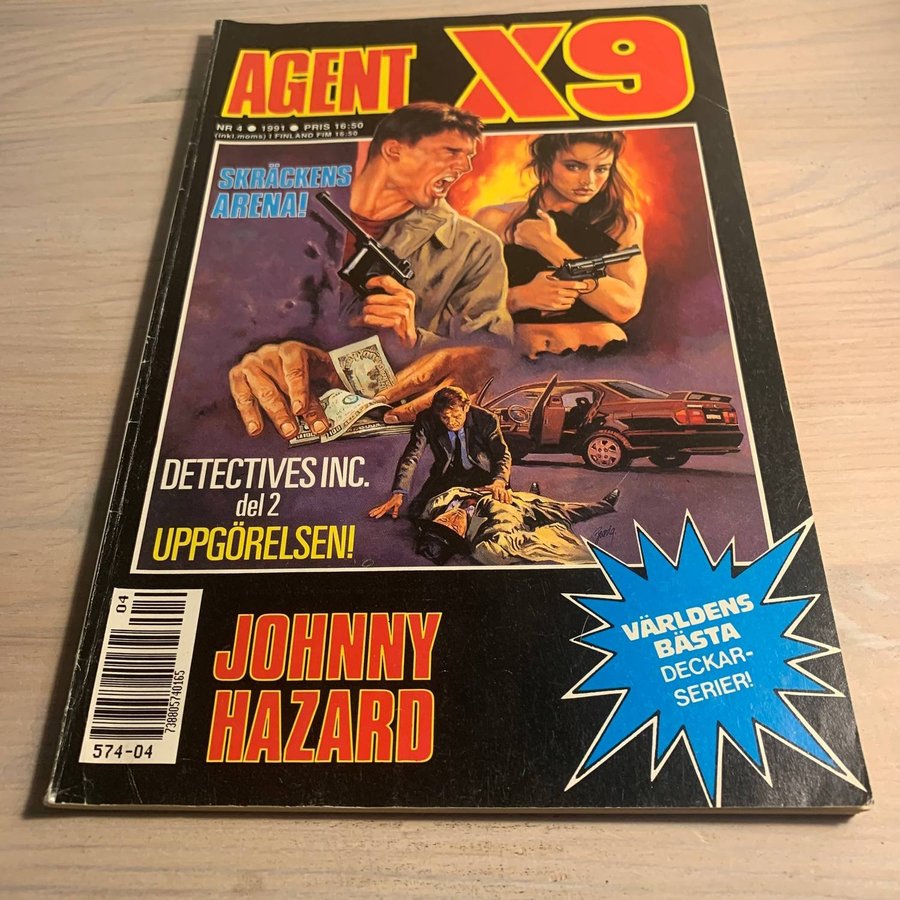 AGENT X9
NR 4 • 1991 • PRIS 16:50
(inkl. moms) I FINLAND FIM 16.50
SKRÄCKENS
ARENA!
DETECTIVES INC.
del 2
UPPGÖRELSEN!
JOHNNY
HAZARD
VÄRLDENS
BÄSTA
DECKAR-
SERIER!
04
738805740165
574-04